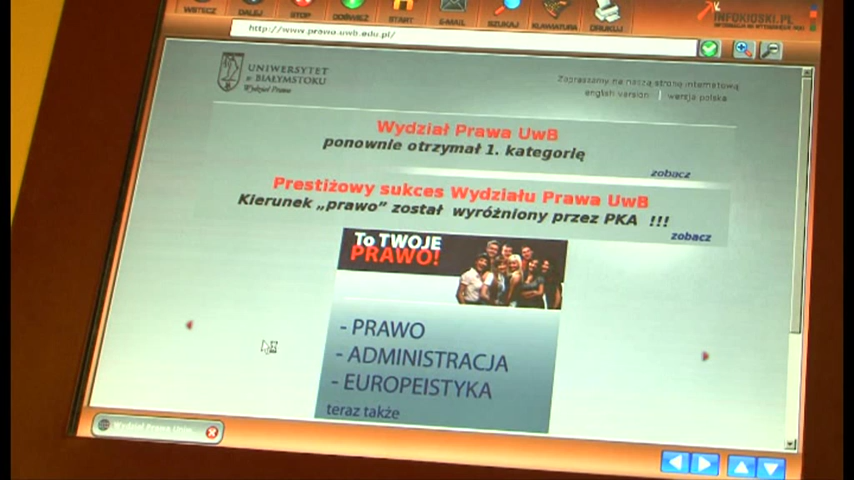 WSTECZ DALEJ STOP ODŚWIEŻ START E-MAIL SZUKAJ KLAWIATURA DRUKUJ
INFOKIOSKI.PL
http://www.prawo.uwb.edu.pl/
UNIWERSYTET
w BIAŁYMSTOKU
Wydział Prawa
Zapraszamy na naszą stronę internetową
english version | wersja polska
Wydział Prawa UwB
ponownie otrzymał 1. kategorię
zobacz
Prestiżowy sukces Wydziału Prawa UwB
Kierunek „prawo” został wyróżniony przez PKA !!!
zobacz
To TWOJE
PRAWO!
- PRAWO
- ADMINISTRACJA
- EUROPEISTYKA
teraz także
Wydział Prawa Uniw...